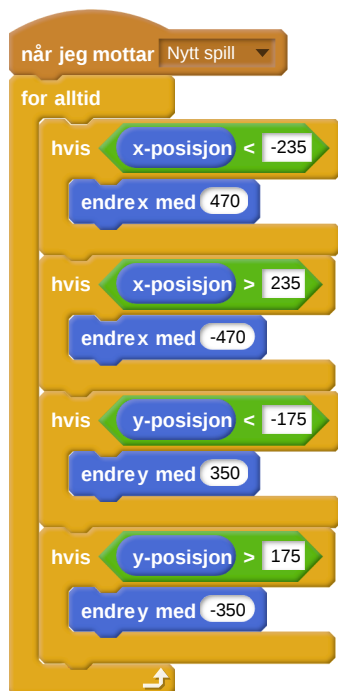 når jeg mottar Nytt spill
for alltid
hvis x-posisjon < -235
endre x med 470
hvis x-posisjon > 235
endre x med -470
hvis y-posisjon < -175
endre y med 350
hvis y-posisjon > 175
endre y med -350